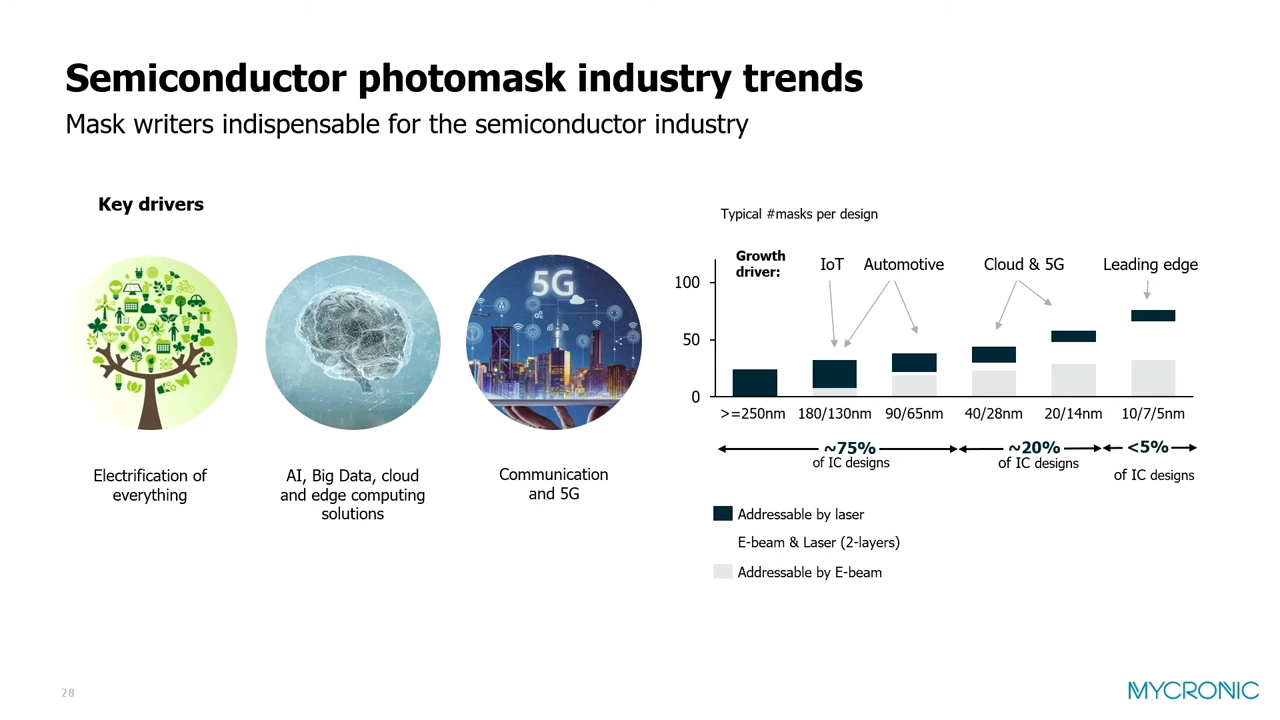 Semiconductor photomask industry trends
Mask writers indispensable for the semiconductor industry
Key drivers
5G
Electrification of
everything
AI, Big Data, cloud
and edge computing
solutions
Communication
and 5G
Typical #masks per design
Growth
driver:
IoT
Automotive
Cloud & 5G
Leading edge
100
50
0
>=250nm
180/130nm
90/65nm
40/28nm
20/14nm
10/7/5nm
~75%
of IC designs
~20%
of IC designs
<5%
of IC designs
Addressable by laser
E-beam & Laser (2-layers)
Addressable by E-beam
28
MYCRONIC